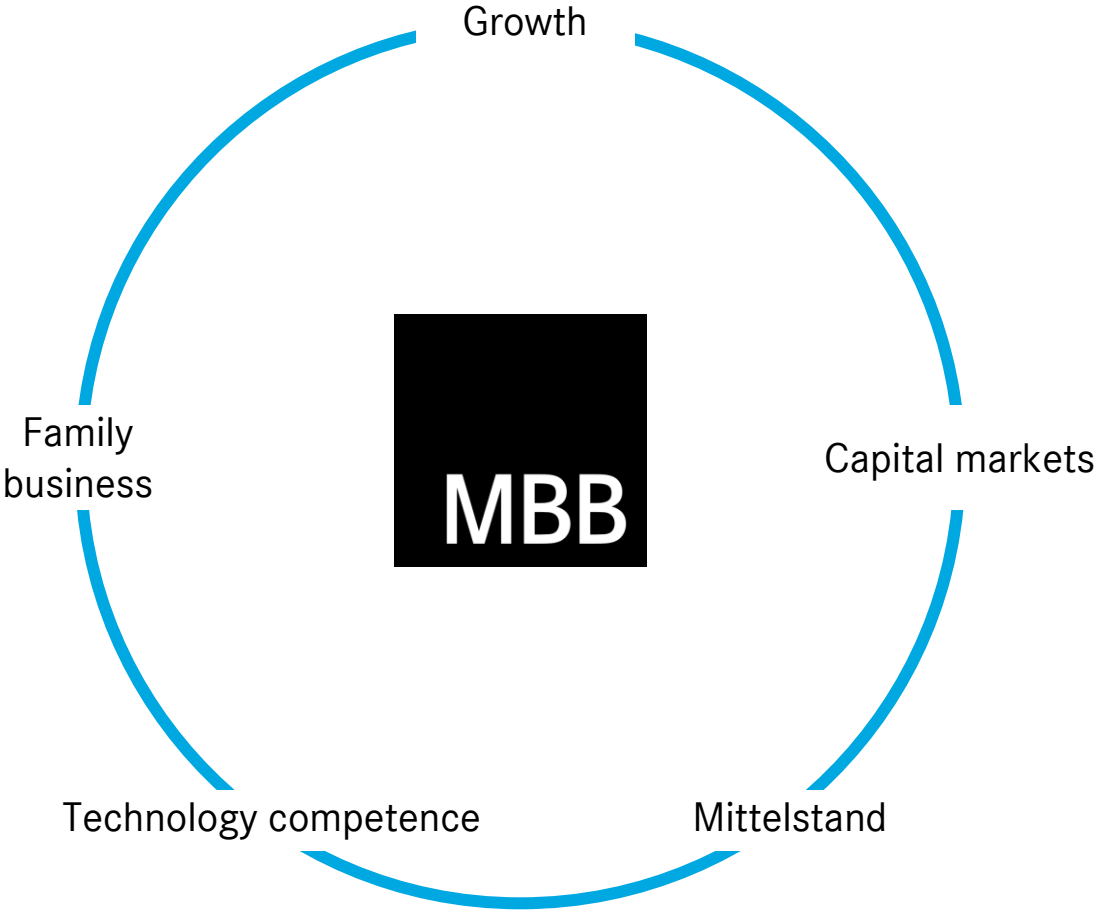 Growth
Family
business
Capital markets
MBB
Technology competence
Mittelstand